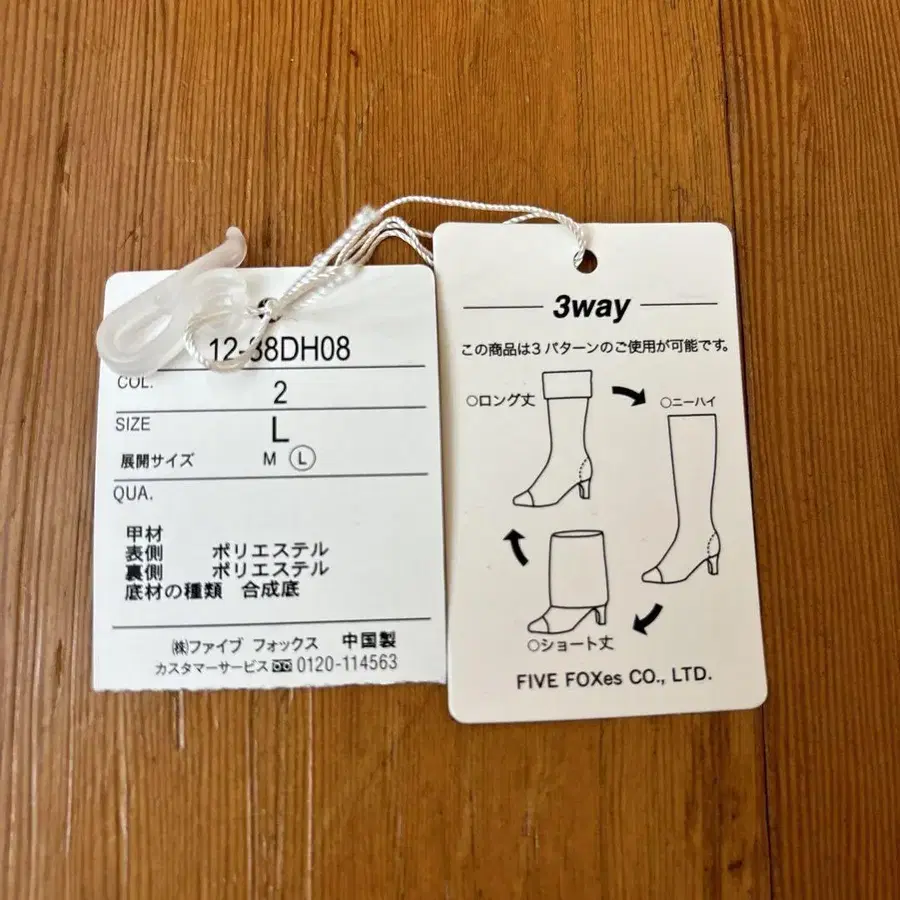 12-38DH08
COL. 2
SIZE L
展開サイズ M L
QUA.
甲材
表側 ポリエステル
裏側 ポリエステル
底材の種類 合成底
㈱ファイブ フォックス 中国製
カスタマーサービス 0120-114563
3way
この商品は3パターンのご使用が可能です。
○ロング丈
○ニーハイ
○ショート丈
FIVE FOXes CO., LTD.